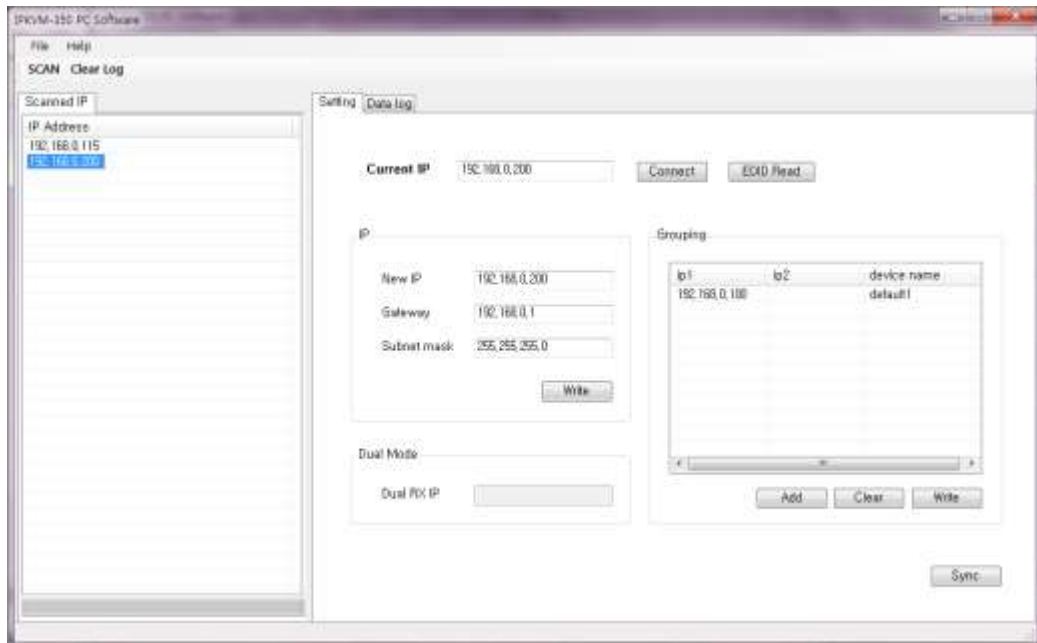 IPKVM-350 PC Software
File Help
SCAN Clear Log
Scanned IP
IP Address
192,168,0,115
192,168,0,200
Setting Data log
Current IP 192,168,0,200 Connect EDID Read
IP
New IP 192,168,0,200
Gateway 192,168,0,1
Subnet mask 255,255,255,0
Write
Dual Mode
Dual RX IP
Grouping
ip1 ip2 device name
192,168,0,100 default1
Add Clear Write
Sync